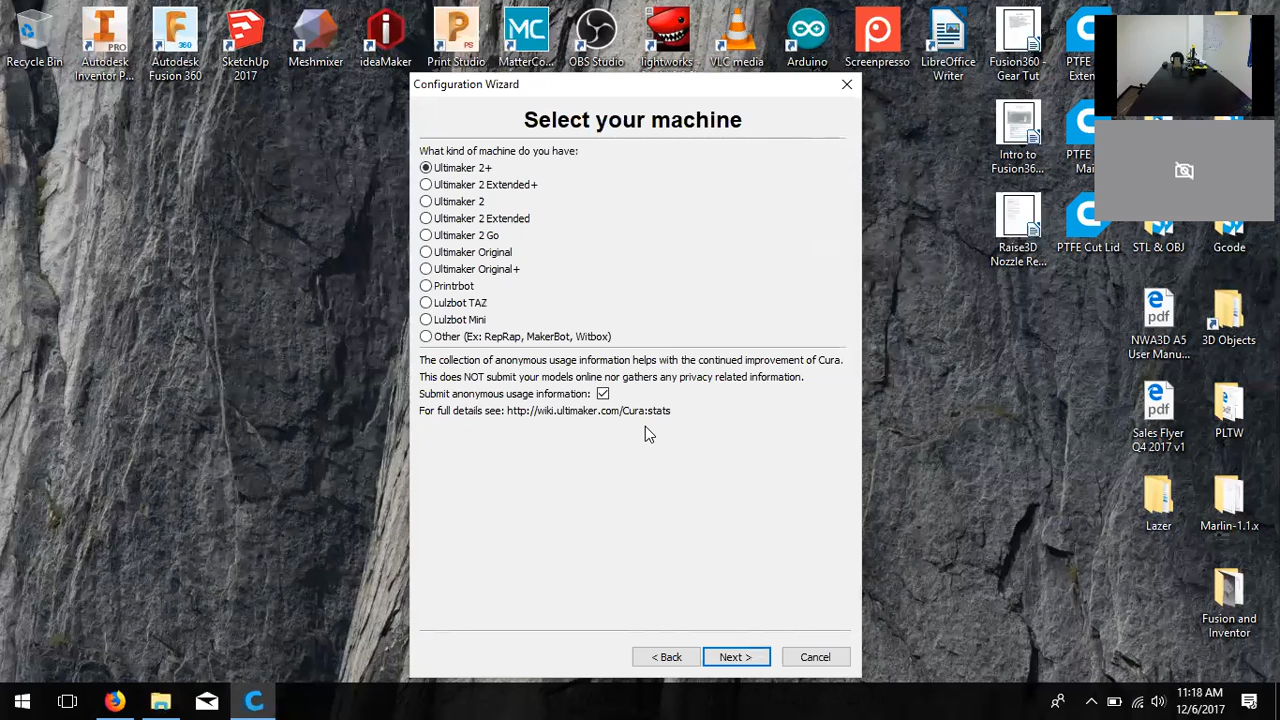 Recycle Bin
Autodesk
Inventor P...
Autodesk
Fusion 360
SketchUp
2017
Meshmixer
ideaMaker
Print Studio
MatterCo...
OBS Studio
lightworks -
VLC media
Arduino
Screenpresso
LibreOffice
Writer
Fusion360
- Gear Tut
PTFE
Exten
Configuration Wizard
Select your machine
What kind of machine do you have:
Ultimaker 2+
Ultimaker 2 Extended+
Ultimaker 2
Ultimaker 2 Extended
Ultimaker 2 Go
Ultimaker Original
Ultimaker Original+
Printrbot
Lulzbot TAZ
Lulzbot Mini
Other (Ex: RepRap, MakerBot, Witbox)
The collection of anonymous usage information helps with the continued improvement of Cura.
This does NOT submit your models online nor gathers any privacy related information.
Submit anonymous usage information:
For full details see: http://wiki.ultimaker.com/Cura:stats
< Back
Next >
Cancel
Intro to
Fusion36...
PTFE
Mai
Raise3D
Nozzle Re...
PTFE Cut Lid
STL & OBJ
Gcode
NWA3D A5
User Manu...
3D Objects
Sales Flyer
Q4 2017 v1
PLTW
Lazer
Marlin-1.1.x
Fusion and
Inventor
11:18 AM
12/6/2017